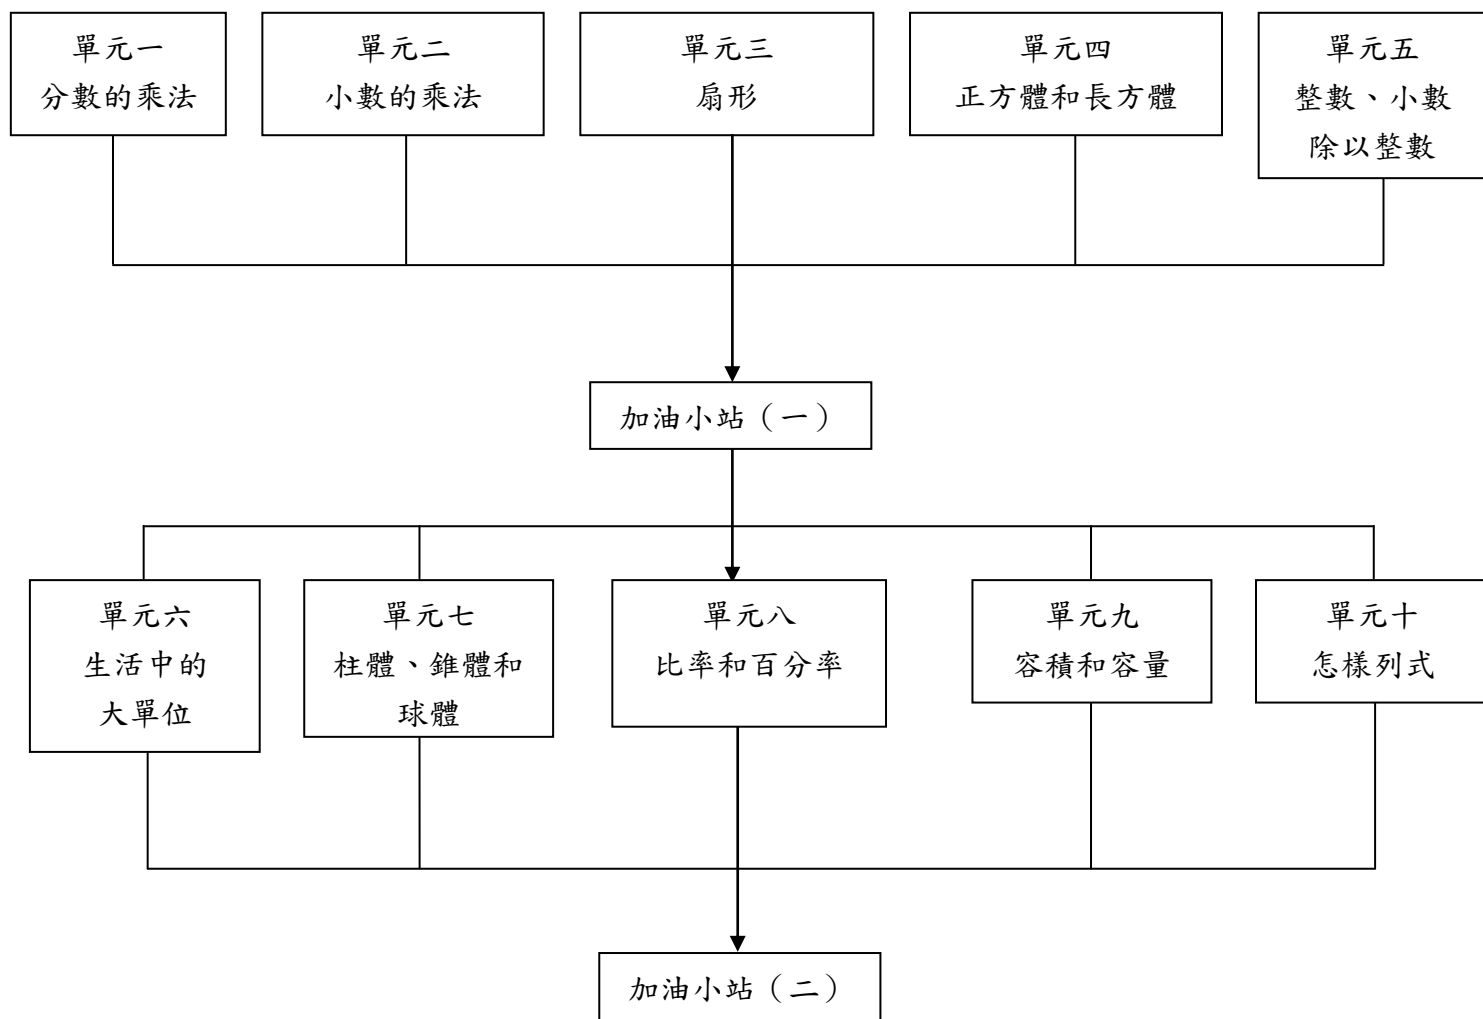 單元一
分數的乘法
單元二
小數的乘法
單元三
扇形
單元四
正方體和長方體
單元五
整數、小數
除以整數
加油小站（一）
單元六
生活中的
大單位
單元七
柱體、錐體和
球體
單元八
比率和百分率
單元九
容積和容量
單元十
怎樣列式
加油小站（二）